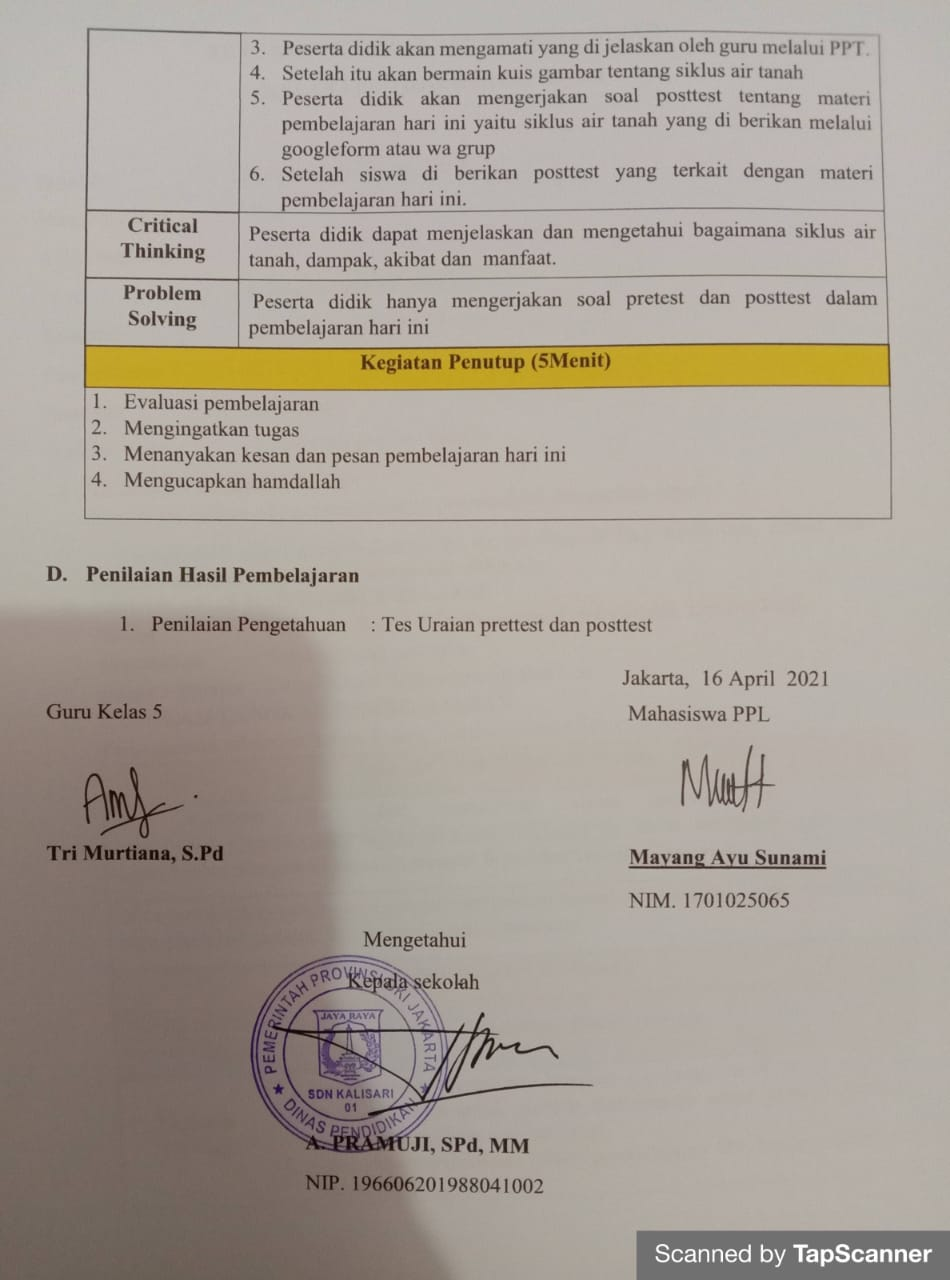 3. Peserta didik akan mengamati yang di jelaskan oleh guru melalui PPT.
4. Setelah itu akan bermain kuis gambar tentang siklus air tanah
5. Peserta didik akan mengerjakan soal posttest tentang materi
pembelajaran hari ini yaitu siklus air tanah yang di berikan melalui
googleform atau wa grup
6. Setelah siswa di berikan posttest yang terkait dengan materi
pembelajaran hari ini.
Critical
Thinking
Peserta didik dapat menjelaskan dan mengetahui bagaimana siklus air
tanah, dampak, akibat dan manfaat.
Problem
Solving
Peserta didik hanya mengerjakan soal pretest dan posttest dalam
pembelajaran hari ini
Kegiatan Penutup (5Menit)
1. Evaluasi pembelajaran
2. Mengingatkan tugas
3. Menanyakan kesan dan pesan pembelajaran hari ini
4. Mengucapkan hamdallah
D. Penilaian Hasil Pembelajaran
1. Penilaian Pengetahuan : Tes Uraian prettest dan posttest
Jakarta, 16 April 2021
Guru Kelas 5
Mahasiswa PPL
Tri Murtiana, S.Pd
Mayang Ayu Sunami
NIM. 1701025065
Mengetahui
Kepala sekolah
PEMERINTAH PROVINSI DKI JAKARTA
JAYA RAYA
SDN KALISARI
01
DINAS PENDIDIKAN
A. PRAMUJI, SPd, MM
NIP. 196606201988041002
Scanned by TapScanner